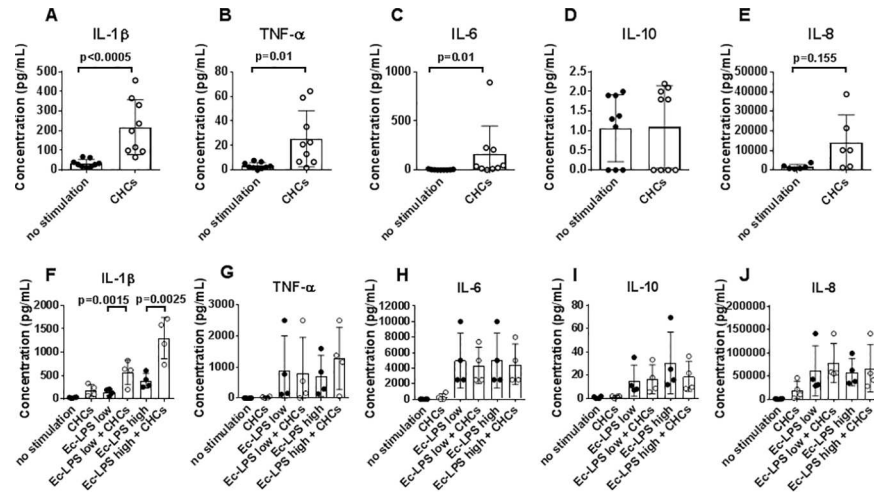 A
IL-1β
p<0.0005
Concentration (pg/mL)
500
400
300
200
100
0
no stimulation
CHCs
B
TNF-α
p=0.01
Concentration (pg/mL)
80
60
40
20
0
no stimulation
CHCs
C
IL-6
p=0.01
Concentration (pg/mL)
1000
500
0
no stimulation
CHCs
D
IL-10
Concentration (pg/mL)
2.5
2.0
1.5
1.0
0.5
0.0
no stimulation
CHCs
E
IL-8
p=0.155
Concentration (pg/mL)
50000
40000
30000
20000
10000
0
no stimulation
CHCs
F
IL-1β
p=0.0015
p=0.0025
Concentration (pg/mL)
2000
1500
1000
500
0
no stimulation
CHCs
Ec-LPS low
Ec-LPS low + CHCs
Ec-LPS high
Ec-LPS high + CHCs
G
TNF-α
Concentration (pg/mL)
3000
2000
1000
0
no stimulation
CHCs
Ec-LPS low
Ec-LPS low + CHCs
Ec-LPS high
Ec-LPS high + CHCs
H
IL-6
Concentration (pg/mL)
12000
10000
8000
6000
4000
2000
0
no stimulation
CHCs
Ec-LPS low
Ec-LPS low + CHCs
Ec-LPS high
Ec-LPS high + CHCs
I
IL-10
Concentration (pg/mL)
80
60
40
20
0
no stimulation
CHCs
Ec-LPS low
Ec-LPS low + CHCs
Ec-LPS high
Ec-LPS high + CHCs
J
IL-8
Concentration (pg/mL)
200000
150000
100000
50000
0
no stimulation
CHCs
Ec-LPS low
Ec-LPS low + CHCs
Ec-LPS high
Ec-LPS high + CHCs